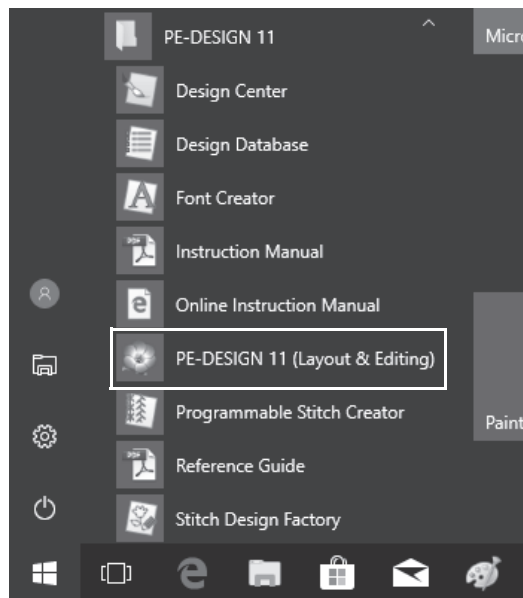 PE-DESIGN 11
Micro
Design Center
Design Database
Font Creator
Instruction Manual
Online Instruction Manual
PE-DESIGN 11 (Layout & Editing)
Programmable Stitch Creator
Paint
Reference Guide
Stitch Design Factory